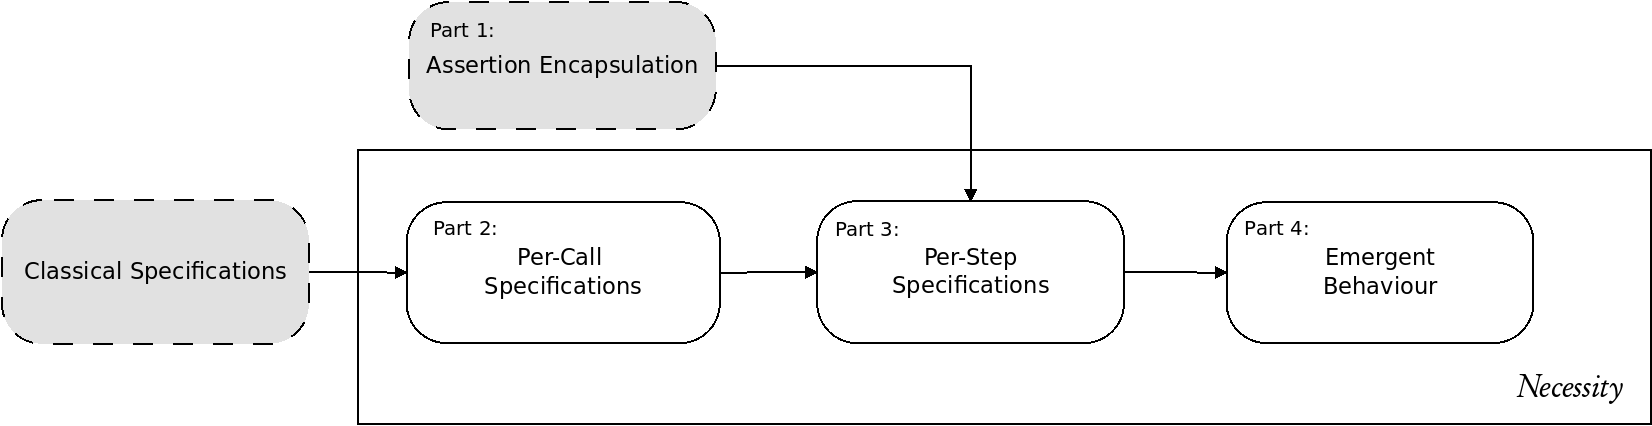 Part 1:
Assertion Encapsulation
Classical Specifications
Part 2:
Per-Call
Specifications
Part 3:
Per-Step
Specifications
Part 4:
Emergent
Behaviour
Necessity